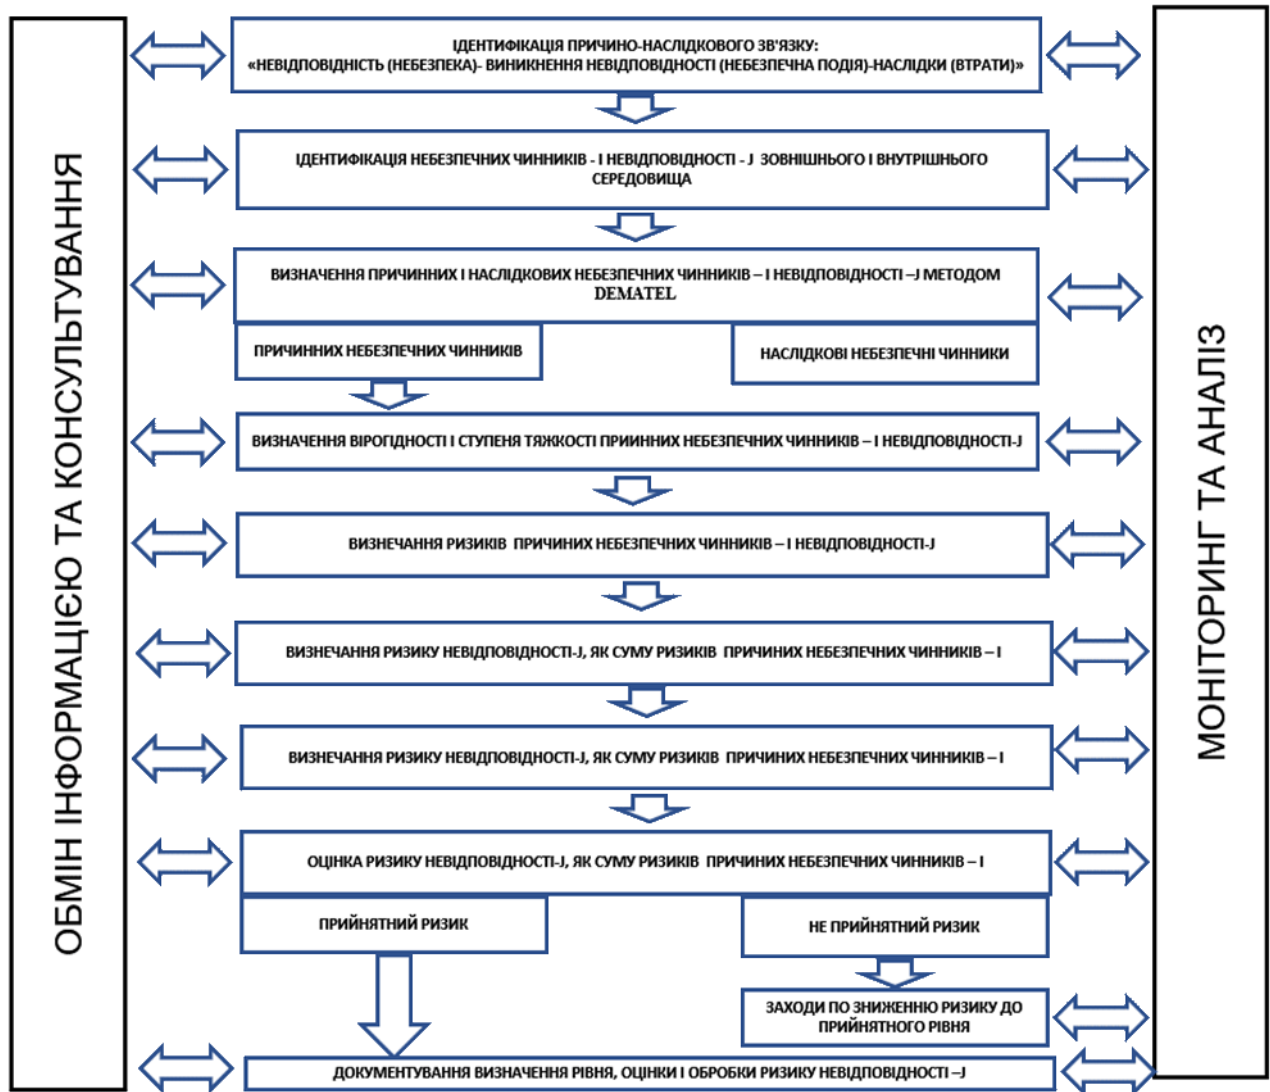 ОБМІН ІНФОРМАЦІЄЮ ТА КОНСУЛЬТУВАННЯ
ІДЕНТИФІКАЦІЯ ПРИЧИНО-НАСЛІДКОВОГО ЗВ'ЯЗКУ:
«НЕВІДПОВІДНІСТЬ (НЕБЕЗПЕКА)- ВИНИКНЕННЯ НЕВІДПОВІДНОСТІ (НЕБЕЗПЕЧНА ПОДІЯ)-НАСЛІДКИ (ВТРАТИ)»
ІДЕНТИФІКАЦІЯ НЕБЕЗПЕЧНИХ ЧИННИКІВ - І НЕВІДПОВІДНОСТІ - J ЗОВНІШНЬОГО І ВНУТРІШНЬОГО
СЕРЕДОВИЩА
ВИЗНАЧЕННЯ ПРИЧИННИХ І НАСЛІДКОВИХ НЕБЕЗПЕЧНИХ ЧИННИКІВ – І НЕВІДПОВІДНОСТІ –J МЕТОДОМ
DEMATEL
ПРИЧИННИХ НЕБЕЗПЕЧНИХ ЧИННИКІВ
НАСЛІДКОВІ НЕБЕЗПЕЧНІ ЧИННИКИ
ВИЗНАЧЕННЯ ВІРОГІДНОСТІ І СТУПЕНЯ ТЯЖКОСТІ ПРИИННИХ НЕБЕЗПЕЧНИХ ЧИННИКІВ – І НЕВІДПОВІДНОСТІ-J
ВИЗНЕЧАННЯ РИЗИКІВ ПРИЧИНИХ НЕБЕЗПЕЧНИХ ЧИННИКІВ – І НЕВІДПОВІДНОСТІ-J
ВИЗНЕЧАННЯ РИЗИКУ НЕВІДПОВІДНОСТІ-J, ЯК СУМУ РИЗИКІВ ПРИЧИНИХ НЕБЕЗПЕЧНИХ ЧИННИКІВ – І
ВИЗНЕЧАННЯ РИЗИКУ НЕВІДПОВІДНОСТІ-J, ЯК СУМУ РИЗИКІВ ПРИЧИНИХ НЕБЕЗПЕЧНИХ ЧИННИКІВ – І
ОЦІНКА РИЗИКУ НЕВІДПОВІДНОСТІ-J, ЯК СУМУ РИЗИКІВ ПРИЧИНИХ НЕБЕЗПЕЧНИХ ЧИННИКІВ – І
ПРИЙНЯТНИЙ РИЗИК
НЕ ПРИЙНЯТНИЙ РИЗИК
ЗАХОДИ ПО ЗНИЖЕННЮ РИЗИКУ ДО
ПРИЙНЯТНОГО РІВНЯ
ДОКУМЕНТУВАННЯ ВИЗНАЧЕННЯ РІВНЯ, ОЦІНКИ І ОБРОБКИ РИЗИКУ НЕВІДПОВІДНОСТІ –J
МОНІТОРИНГ ТА АНАЛІЗ